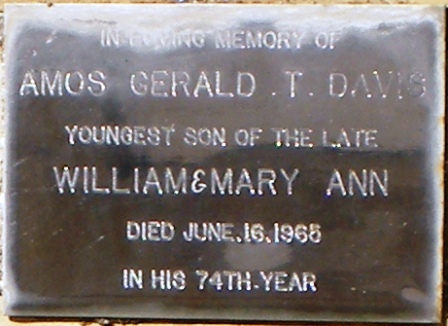 IN LOVING MEMORY OF
AMOS GERALD .T. DAVIS
YOUNGEST SON OF THE LATE
WILLIAM&MARY ANN
DIED JUNE.16.1965
IN HIS 74TH-YEAR